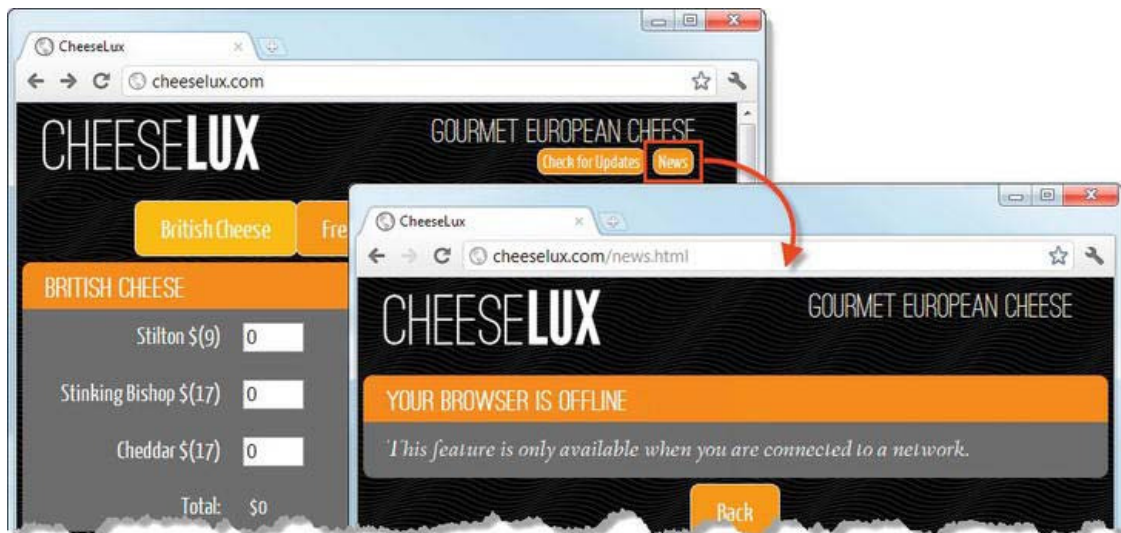 CheeseLux
cheeselux.com
CHEESELUX
GOURMET EUROPEAN CHEESE
Check for Updates
News
British Cheese
Fre
BRITISH CHEESE
Stilton $(9) 0
Stinking Bishop $(17) 0
Cheddar $(17) 0
Total: $0
CheeseLux
cheeselux.com/news.html
CHEESELUX
GOURMET EUROPEAN CHEESE
YOUR BROWSER IS OFFLINE
This feature is only available when you are connected to a network.
Back